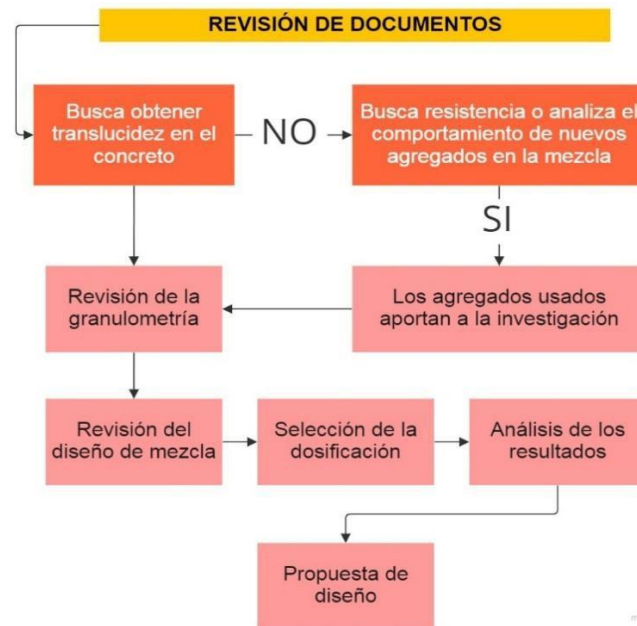 REVISIÓN DE DOCUMENTOS
Busca obtener
translucidez en el
concreto
NO
Busca resistencia o analiza el
comportamiento de nuevos
agregados en la mezcla
SI
Revisión de la
granulometría
Los agregados usados
aportan a la investigación
Revisión del
diseño de mezcla
Selección de la
dosificación
Análisis de los
resultados
Propuesta de
diseño